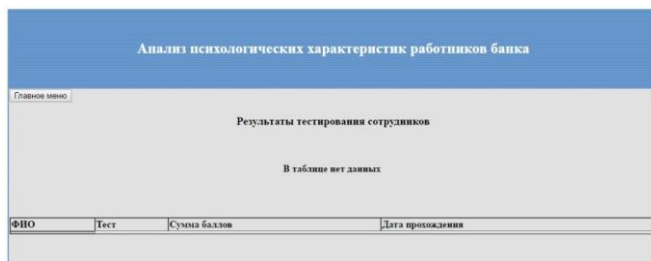 Анализ психологических характеристик работников банка
Главное меню
Результаты тестирования сотрудников
В таблице нет данных
ФИО Тест Сумма баллов Дата прохождения